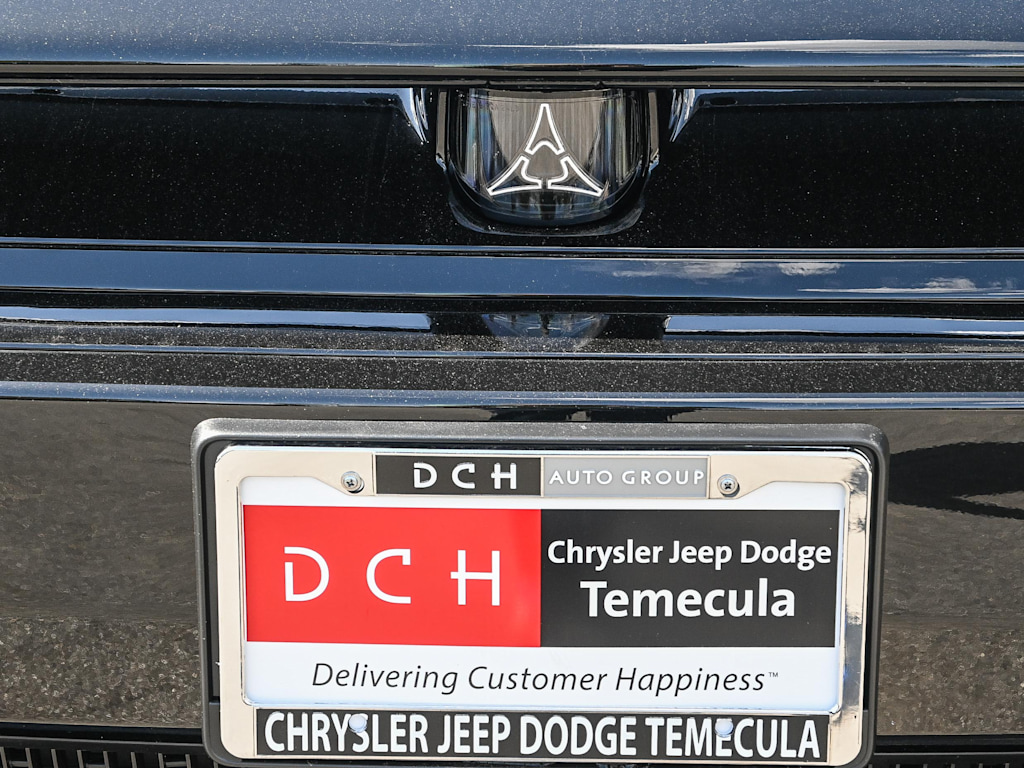 DCH AUTO GROUP
DCH
Chrysler Jeep Dodge
Temecula
Delivering Customer Happiness™
CHRYSLER JEEP DODGE TEMECULA